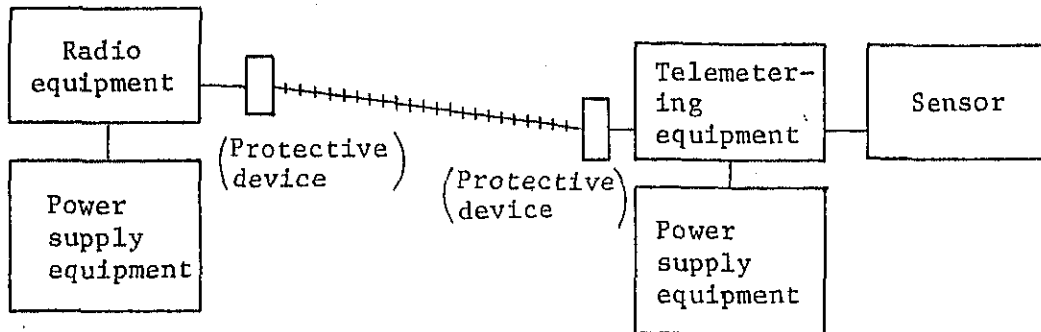 Radio
equipment
Power
supply
equipment
(Protective)
device
(Protective)
device
Telemeter-
ing
equipment
Sensor
Power
supply
equipment